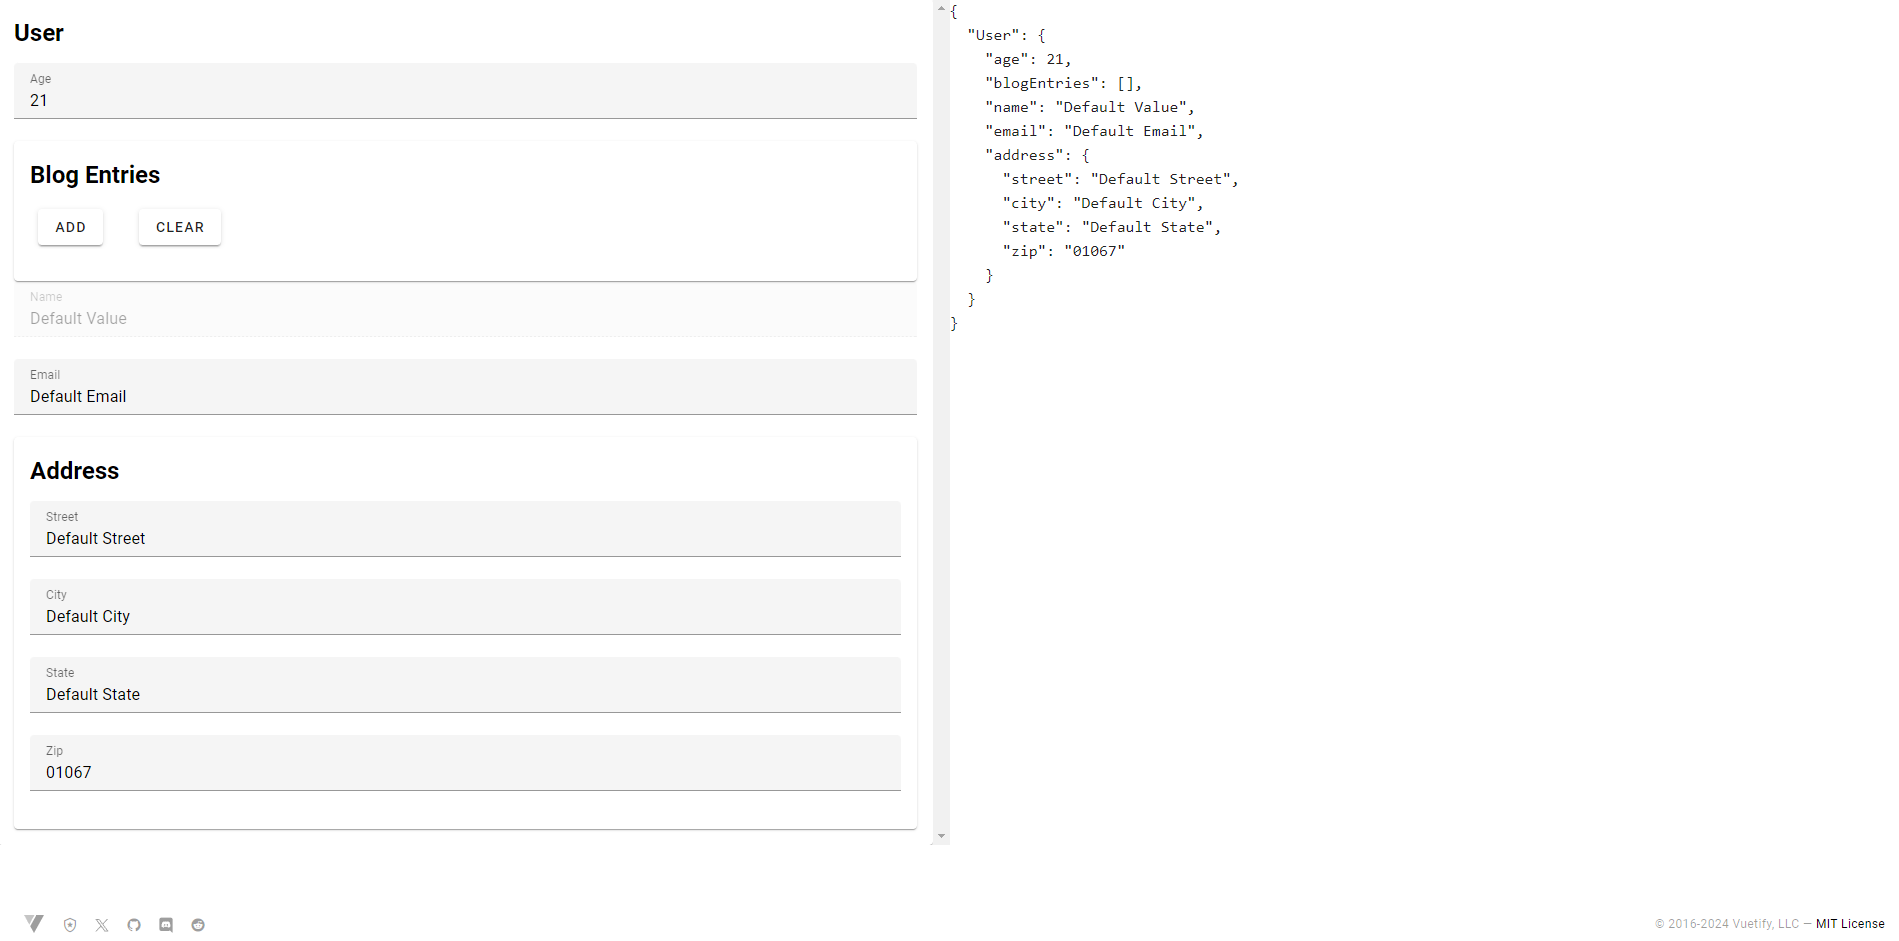 User
Age
21
Blog Entries
ADD CLEAR
Name
Default Value
Email
Default Email
Address
Street
Default Street
City
Default City
State
Default State
Zip
01067
{
  "User": {
    "age": 21,
    "blogEntries": [],
    "name": "Default Value",
    "email": "Default Email",
    "address": {
      "street": "Default Street",
      "city": "Default City",
      "state": "Default State",
      "zip": "01067"
    }
  }
}
© 2016-2024 Vuetify, LLC — MIT License